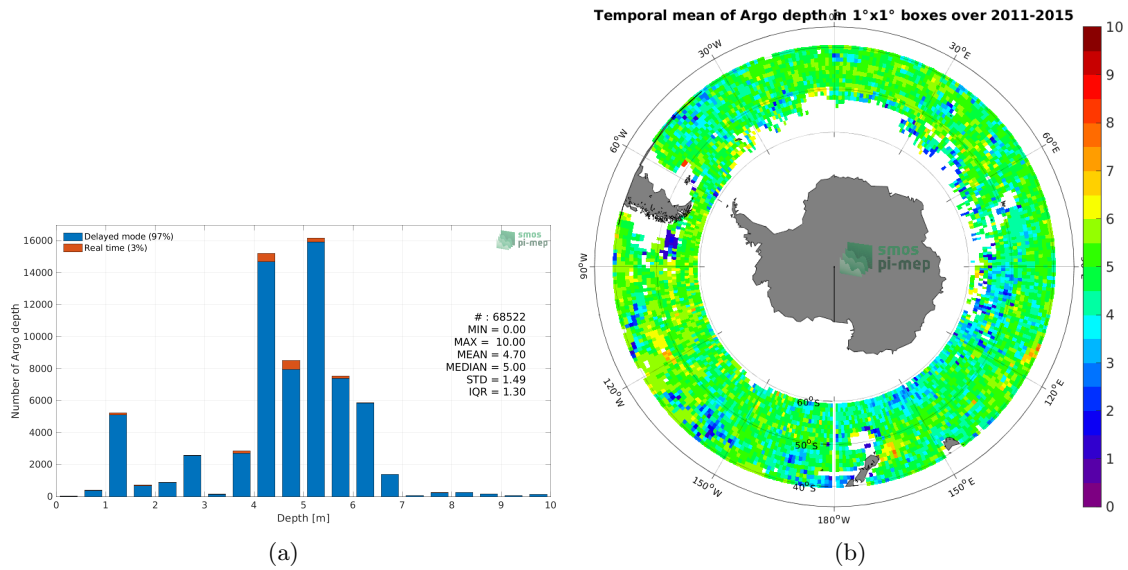 Delayed mode (97%)
Real time (3%)
smos
pi-mep
16000
14000
12000
10000
8000
6000
4000
2000
0
Number of Argo depth
# : 68522
MIN = 0.00
MAX = 10.00
MEAN = 4.70
MEDIAN = 5.00
STD = 1.49
IQR = 1.30
0 1 2 3 4 5 6 7 8 9 10
Depth [m]
(a)
Temporal mean of Argo depth in 1°x1° boxes over 2011-2015
30°W
30°E
60°W
60°E
90°W
120°W
120°E
150°W
150°E
180°W
60°S
50°S
40°S
smos
pi-mep
10
9
8
7
6
5
4
3
2
1
0
(b)